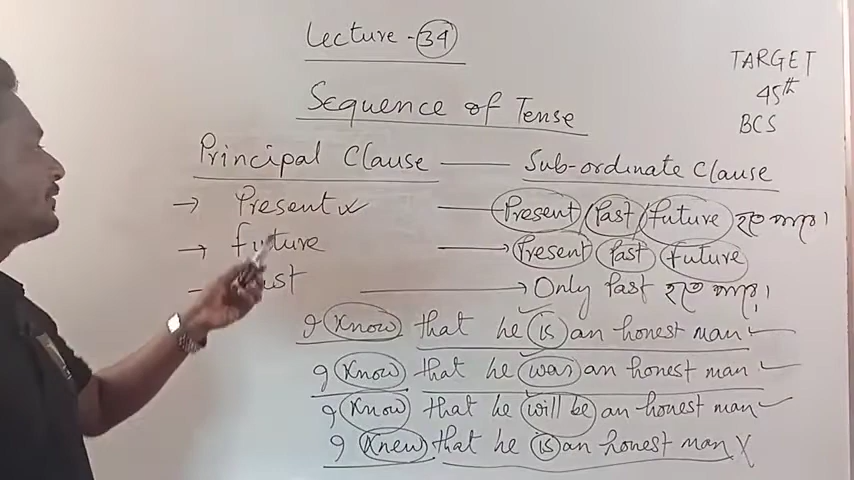 Lecture - 34
TARGET
45th
BCS
Sequence of Tense
Principal Clause — Sub-ordinate Clause
→ Present — Present / Past / future হতে পারে।
→ future → Present Past future
Past → Only Past হতে পারে।
I know that he is an honest man
I know that he was an honest man
I know that he will be an honest man
I knew that he is an honest man X